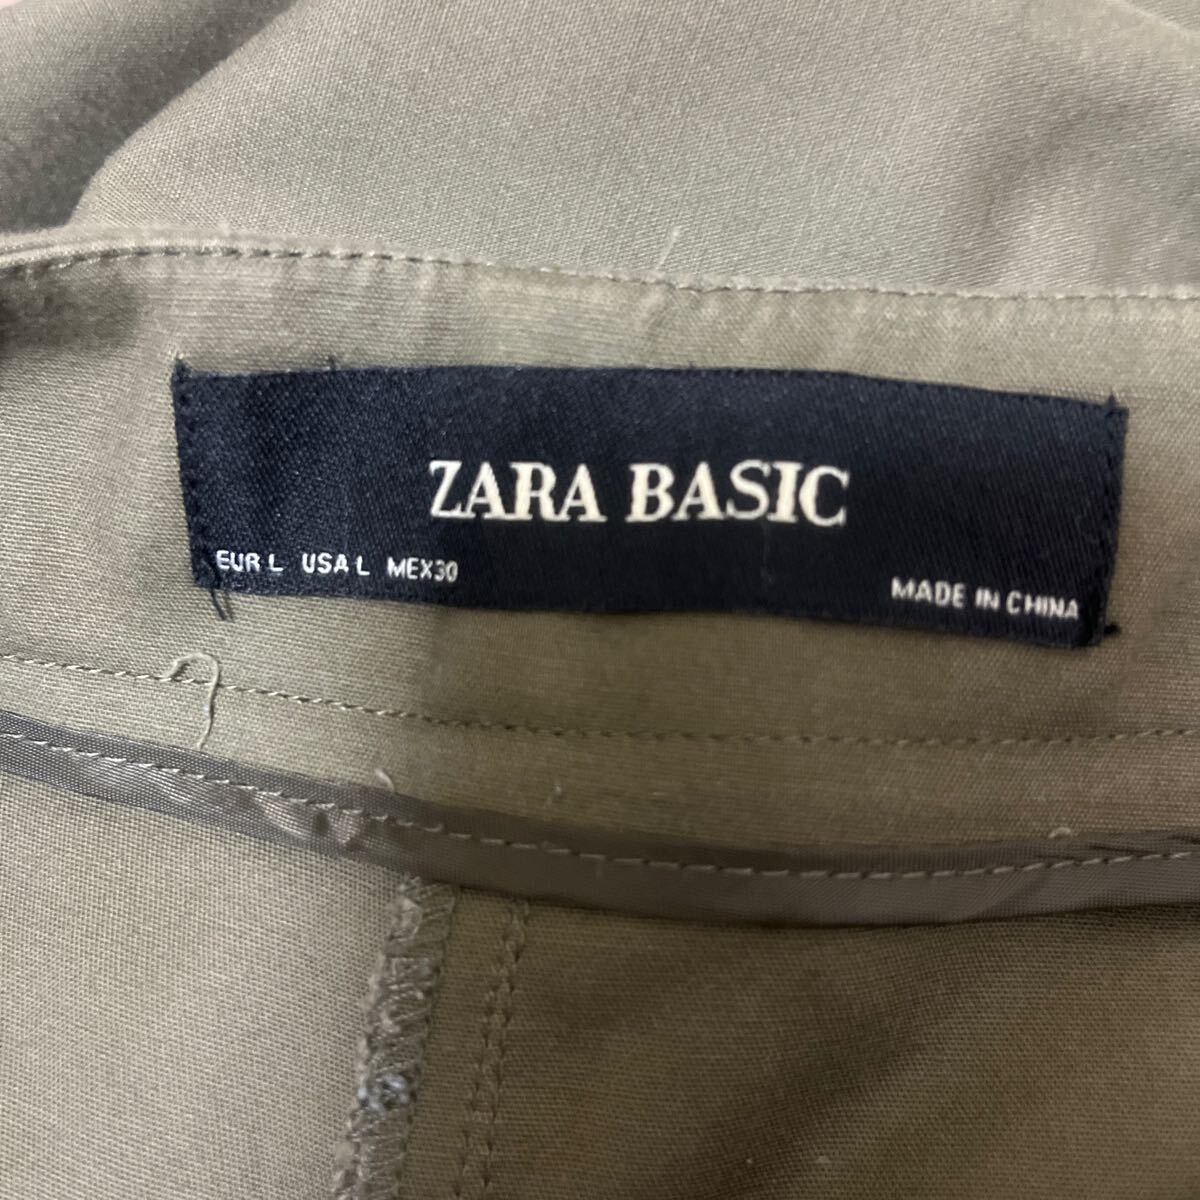 ZARA BASIC
EUR L USA L MEX30
MADE IN CHINA